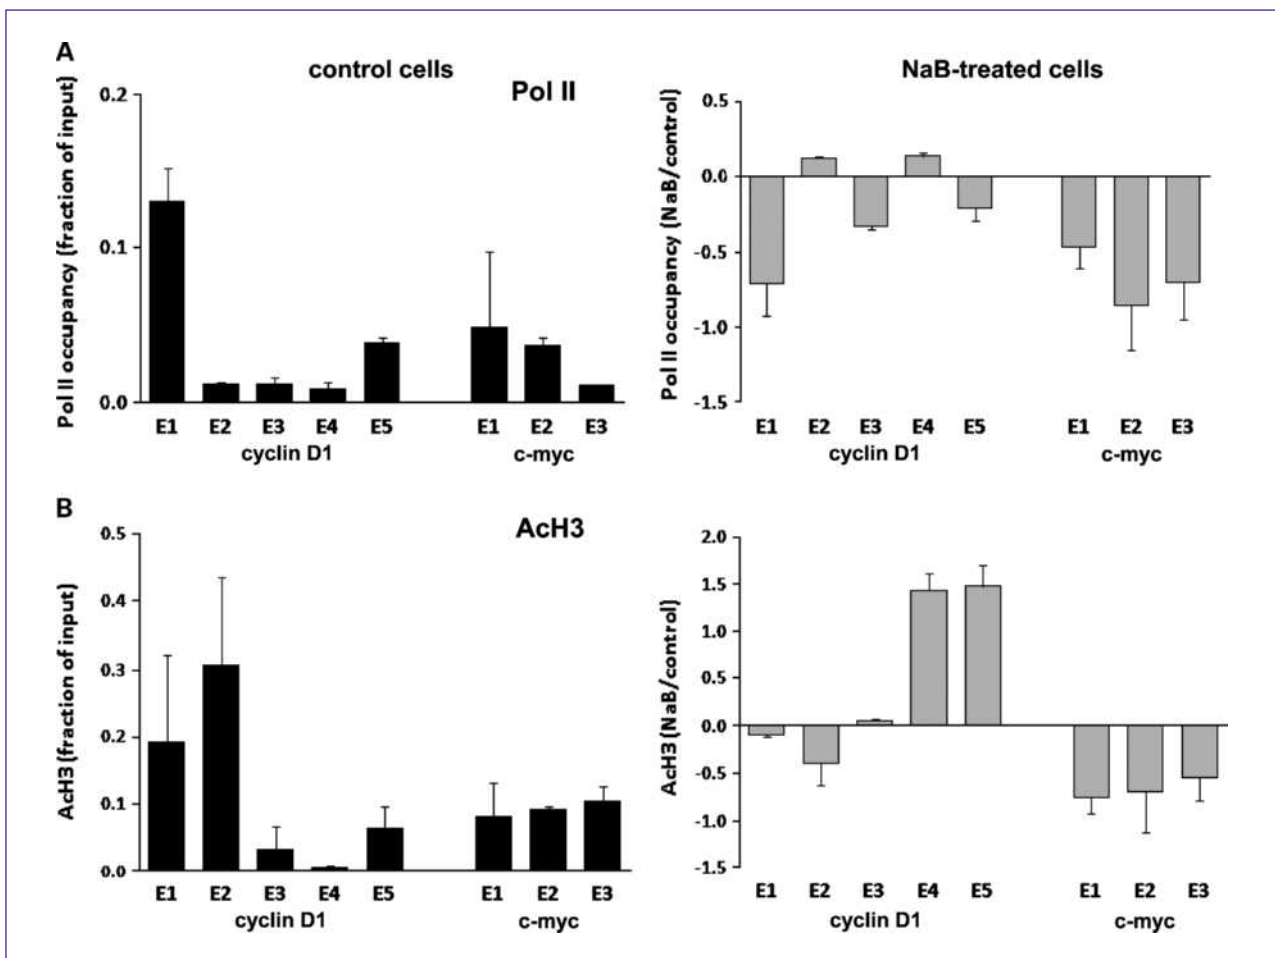 A
control cells
NaB-treated cells
Pol II
Pol II occupancy (fraction of input)
0.2
0.1
0.0
E1 E2 E3 E4 E5 E1 E2 E3
cyclin D1 c-myc
Pol II occupancy (NaB/control)
0.5
0.0
-0.5
-1.0
-1.5
E1 E2 E3 E4 E5 E1 E2 E3
cyclin D1 c-myc
B
AcH3
AcH3 (fraction of input)
0.5
0.4
0.3
0.2
0.1
0.0
E1 E2 E3 E4 E5 E1 E2 E3
cyclin D1 c-myc
AcH3 (NaB/control)
2.0
1.5
1.0
0.5
0.0
-0.5
-1.0
-1.5
E1 E2 E3 E4 E5 E1 E2 E3
cyclin D1 c-myc